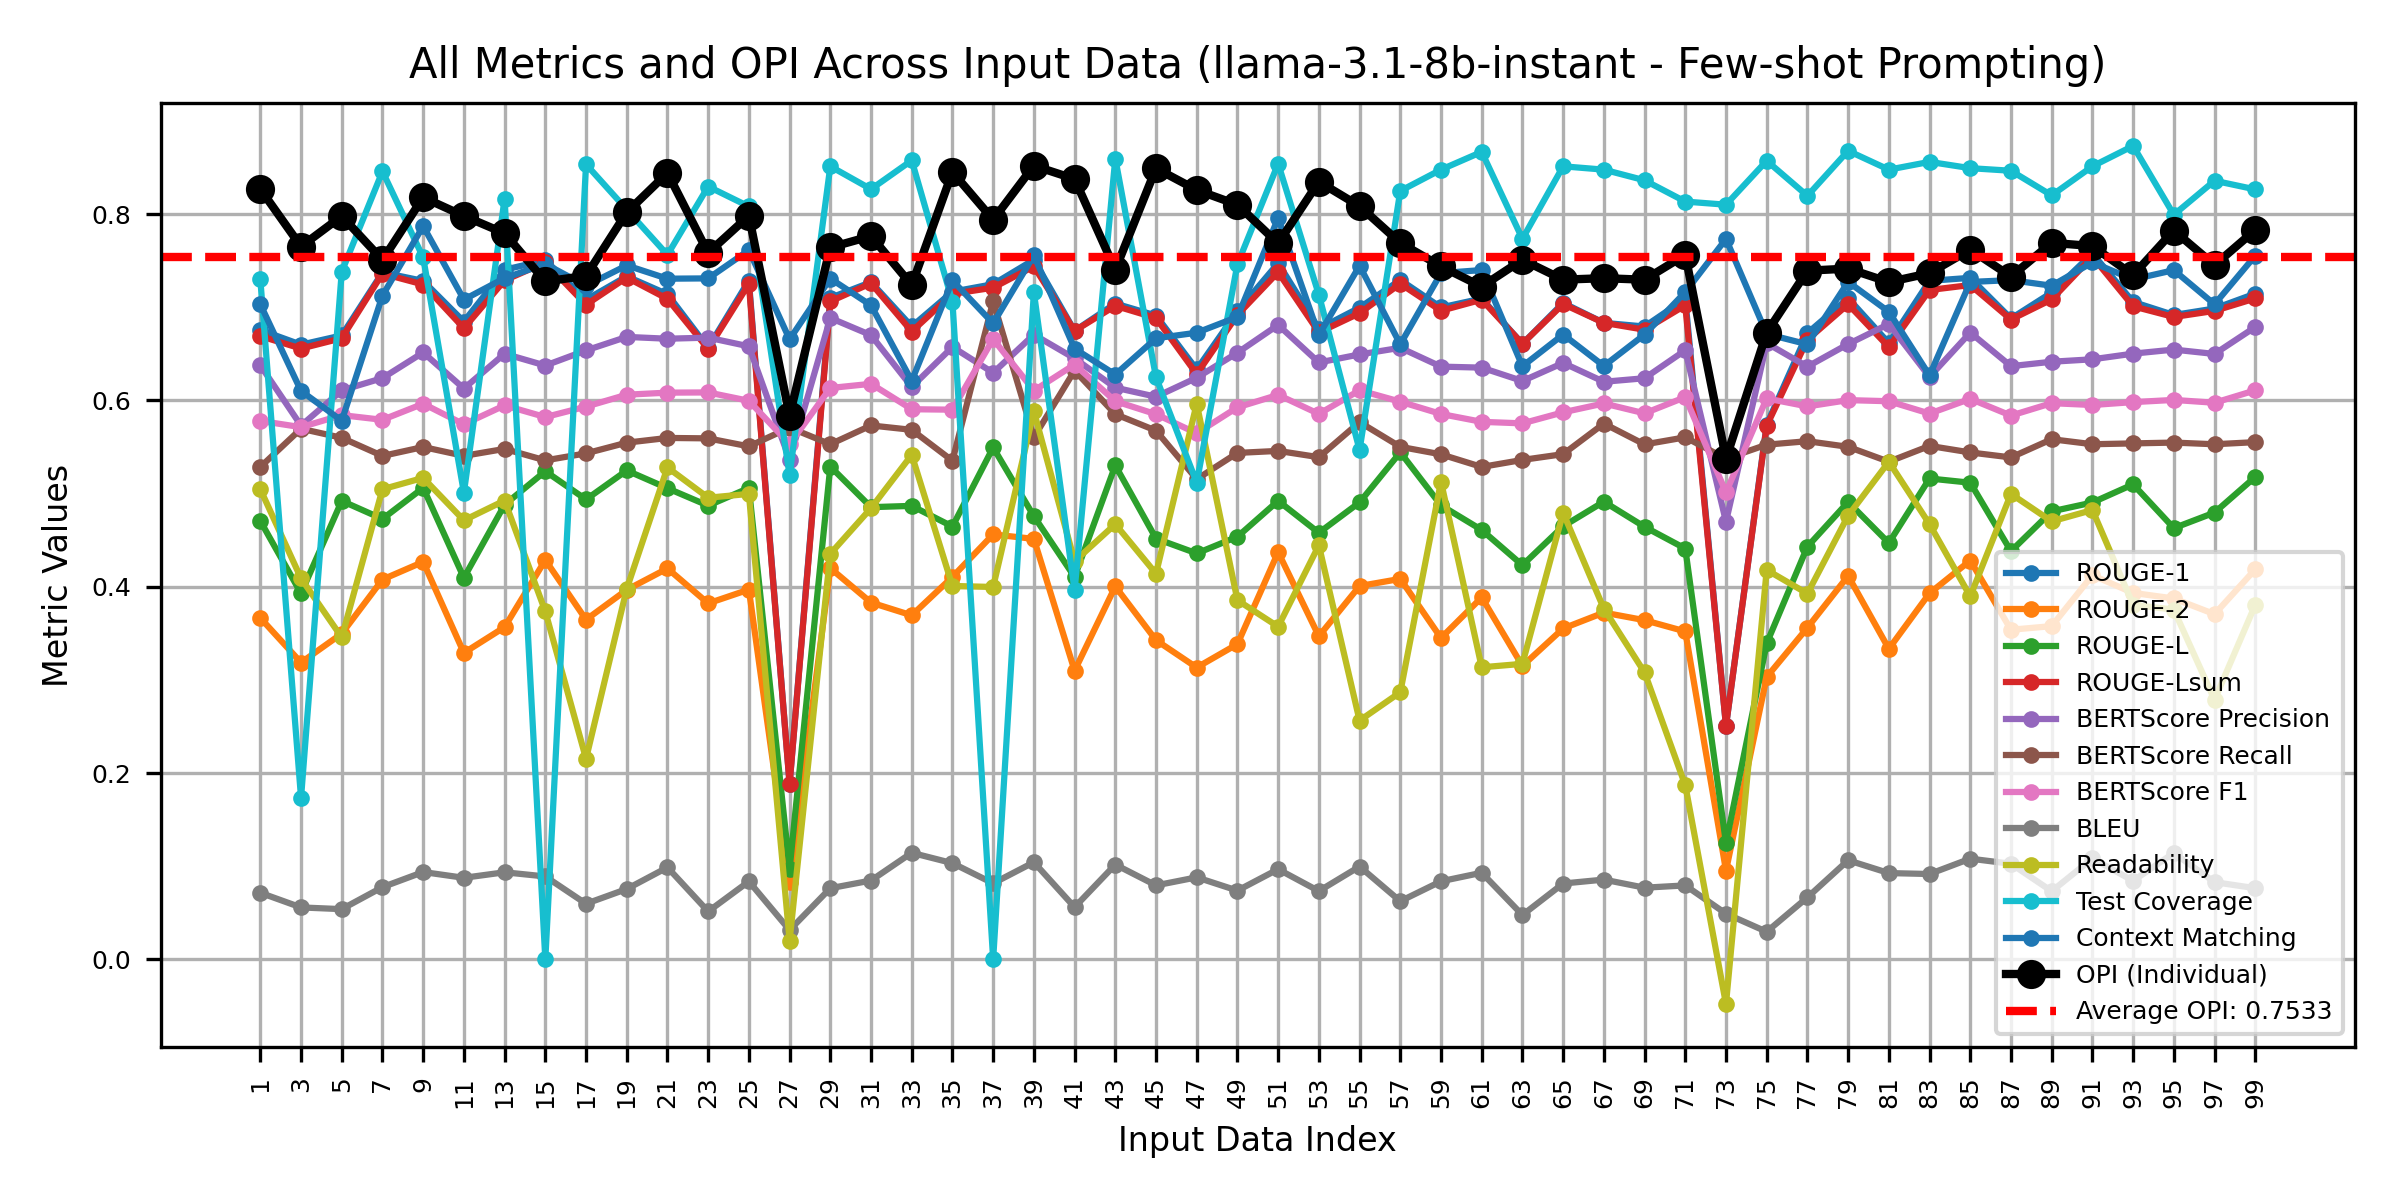 All Metrics and OPI Across Input Data (llama-3.1-8b-instant - Few-shot Prompting)
Metric Values
0.8
0.6
0.4
0.2
0.0
ROUGE-1
ROUGE-2
ROUGE-L
ROUGE-Lsum
BERTScore Precision
BERTScore Recall
BERTScore F1
BLEU
Readability
Test Coverage
Context Matching
OPI (Individual)
Average OPI: 0.7533
1 3 5 7 9 11 13 15 17 19 21 23 25 27 29 31 33 35 37 39 41 43 45 47 49 51 53 55 57 59 61 63 65 67 69 71 73 75 77 79 81 83 85 87 89 91 93 95 97 99
Input Data Index